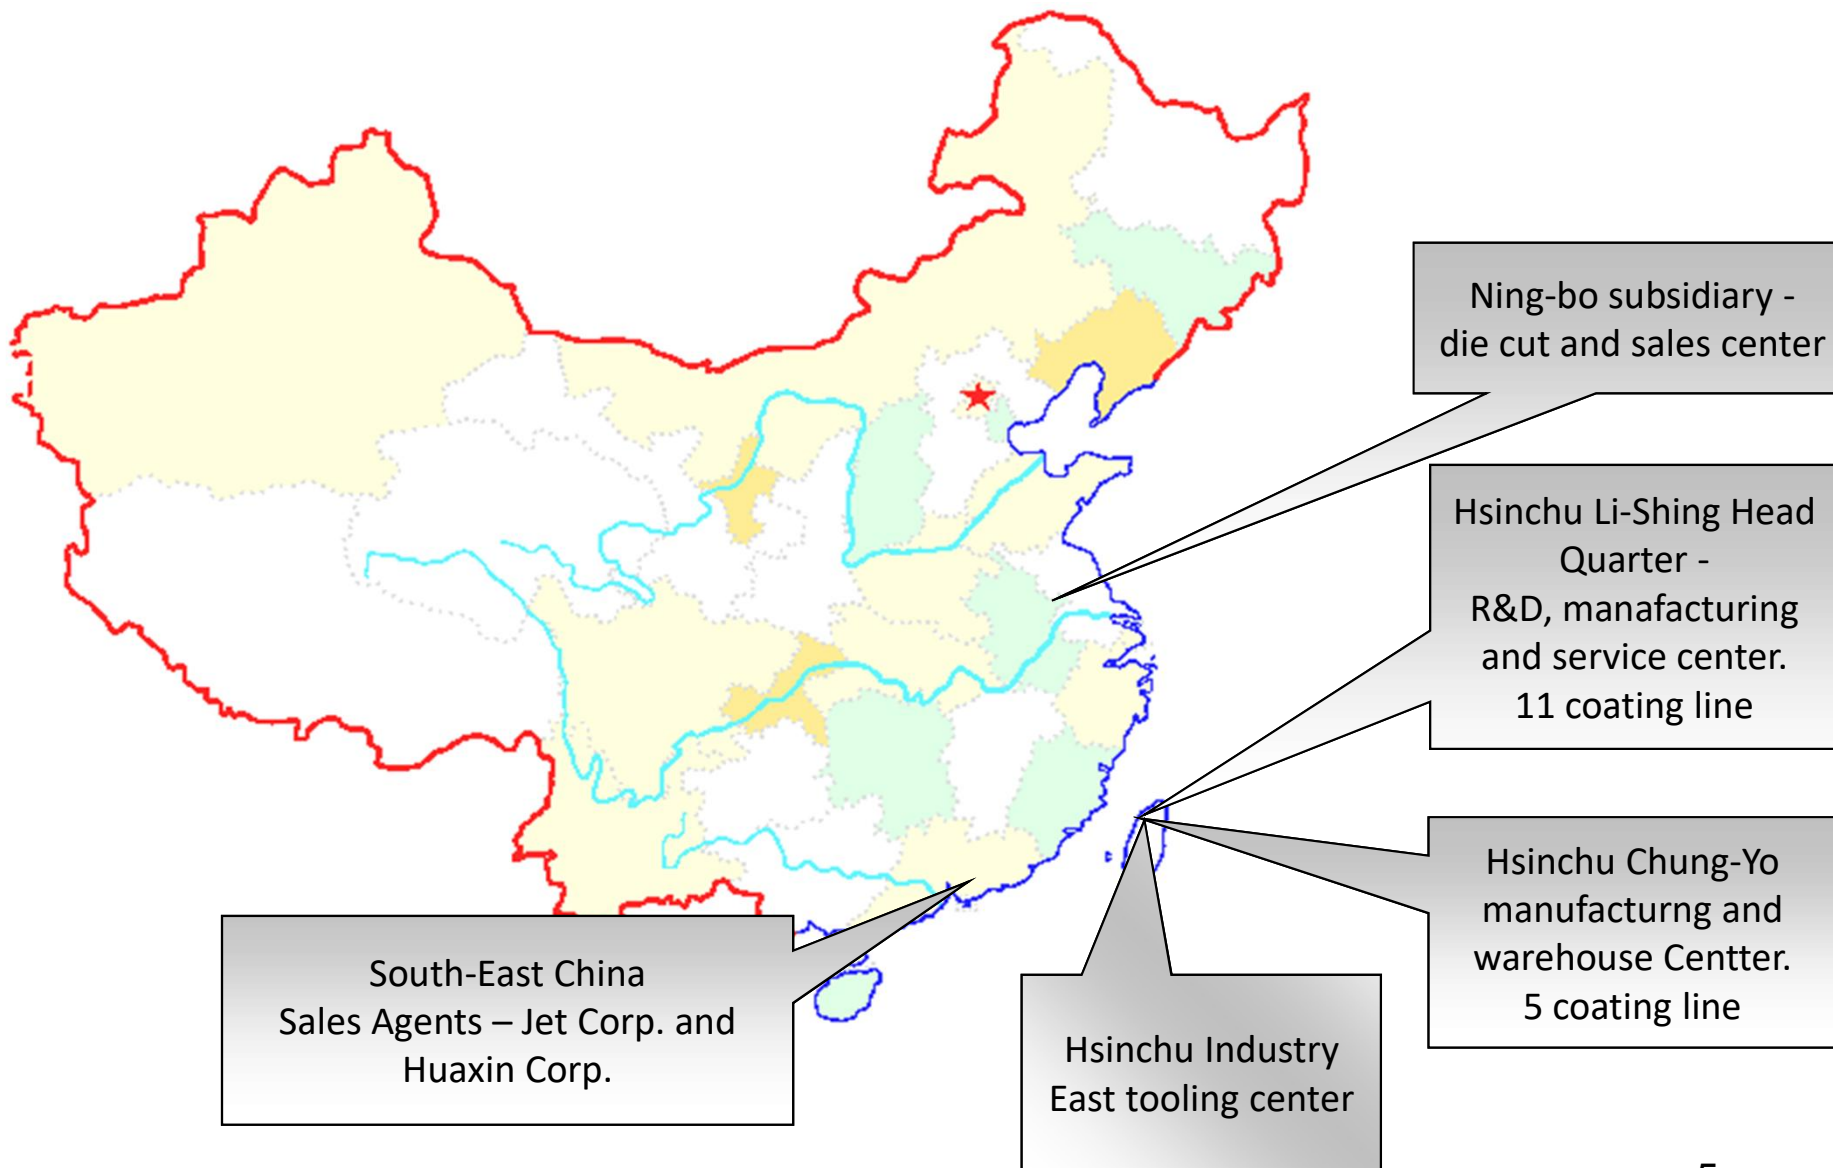 Ning-bo subsidiary -
die cut and sales center
Hsinchu Li-Shing Head
Quarter -
R&D, manafacturing
and service center.
11 coating line
Hsinchu Chung-Yo
manufacturng and
warehouse Centter.
5 coating line
South-East China
Sales Agents – Jet Corp. and
Huaxin Corp.
Hsinchu Industry
East tooling center